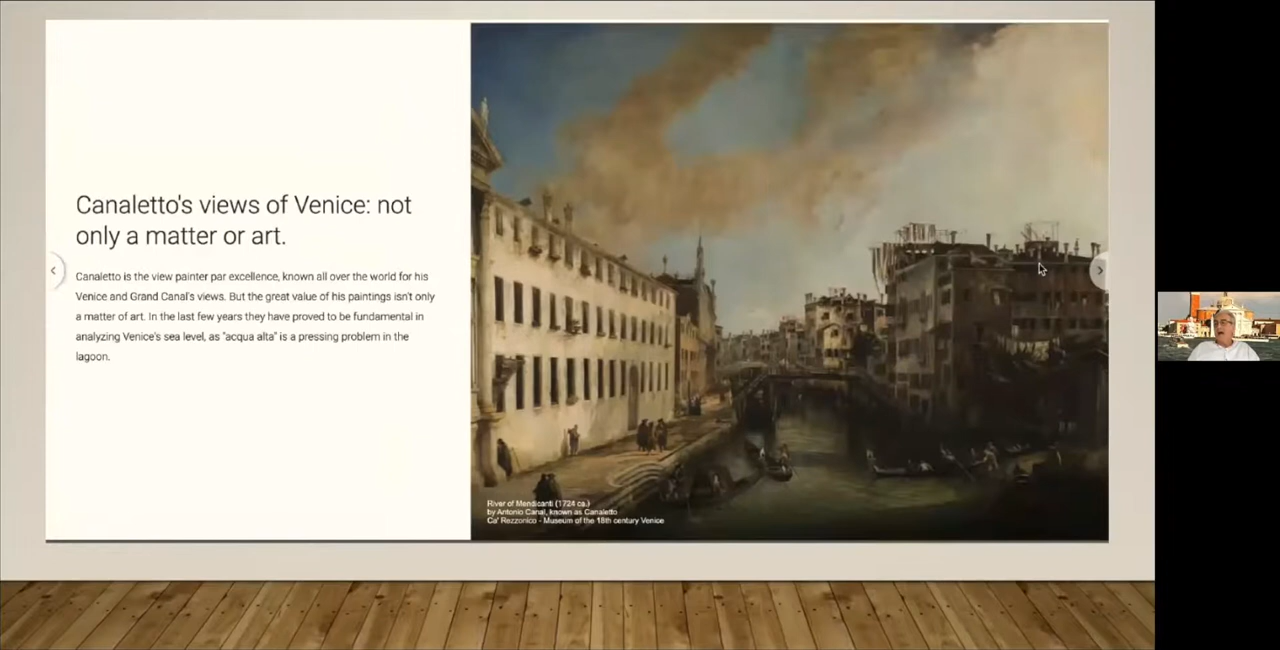 Canaletto's views of Venice: not
only a matter or art.
Canaletto is the view painter par excellence, known all over the world for his
Venice and Grand Canal's views. But the great value of his paintings isn't only
a matter of art. In the last few years they have proved to be fundamental in
analyzing Venice's sea level, as "acqua alta" is a pressing problem in the
lagoon.
River of Mendicanti (1724 ca.)
by Antonio Canal, known as Canaletto
Ca' Rezzonico - Museum of the 18th century Venice